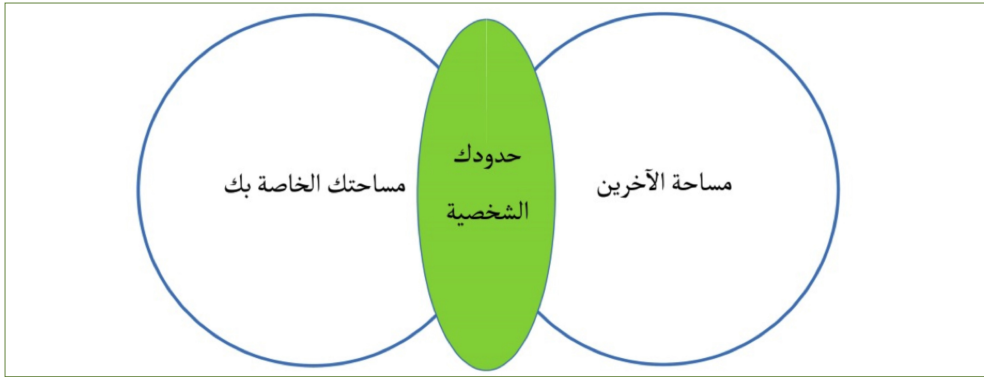 مساحة الآخرين
حدودك
الشخصية
مساحتك الخاصة بك